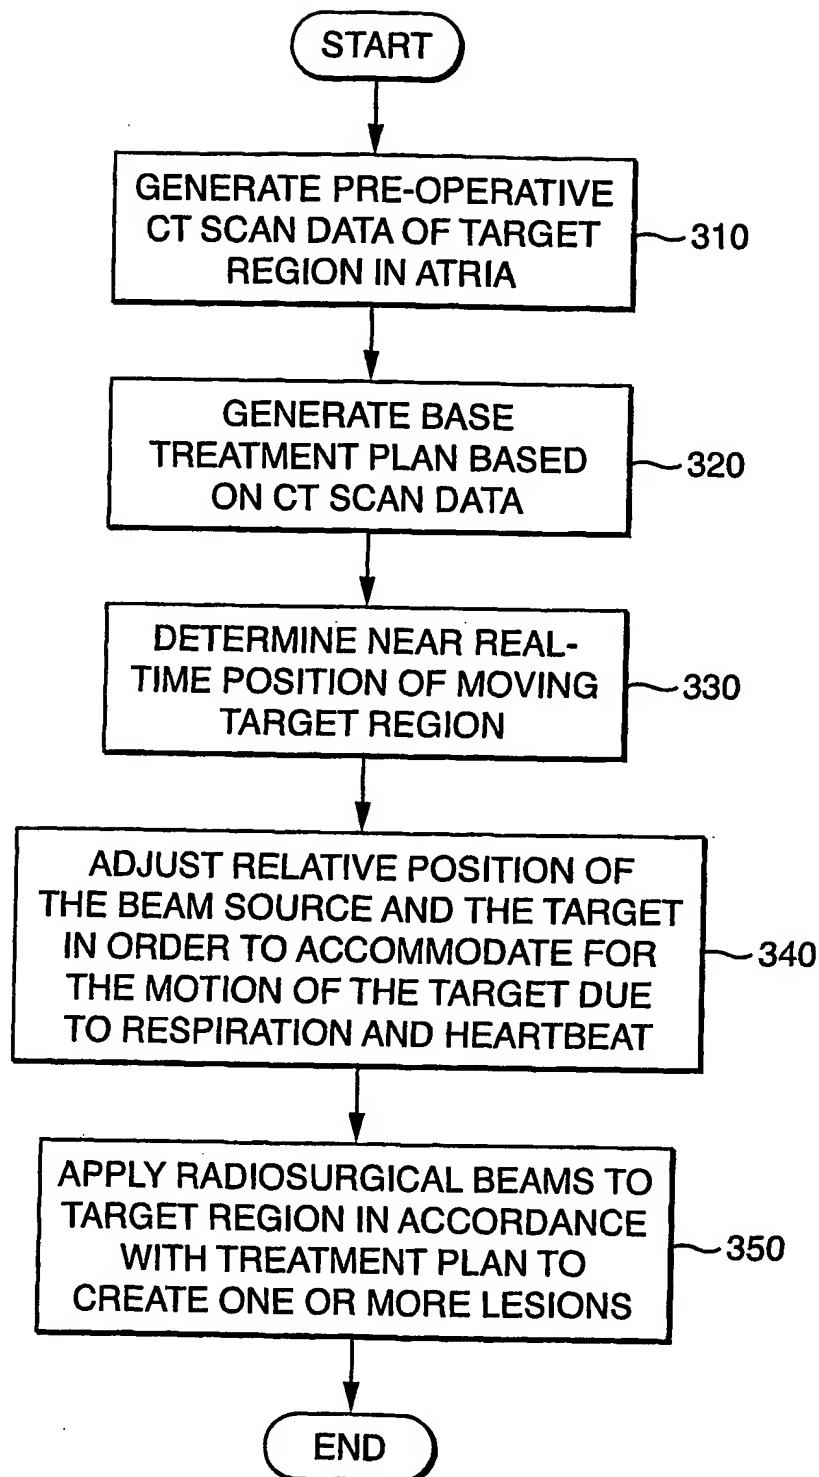 START
GENERATE PRE-OPERATIVE
CT SCAN DATA OF TARGET
REGION IN ATRIA
310
GENERATE BASE
TREATMENT PLAN BASED
ON CT SCAN DATA
320
DETERMINE NEAR REAL-
TIME POSITION OF MOVING
TARGET REGION
330
ADJUST RELATIVE POSITION OF
THE BEAM SOURCE AND THE TARGET
IN ORDER TO ACCOMMODATE FOR
THE MOTION OF THE TARGET DUE
TO RESPIRATION AND HEARTBEAT
340
APPLY RADIOSURGICAL BEAMS TO
TARGET REGION IN ACCORDANCE
WITH TREATMENT PLAN TO
CREATE ONE OR MORE LESIONS
350
END